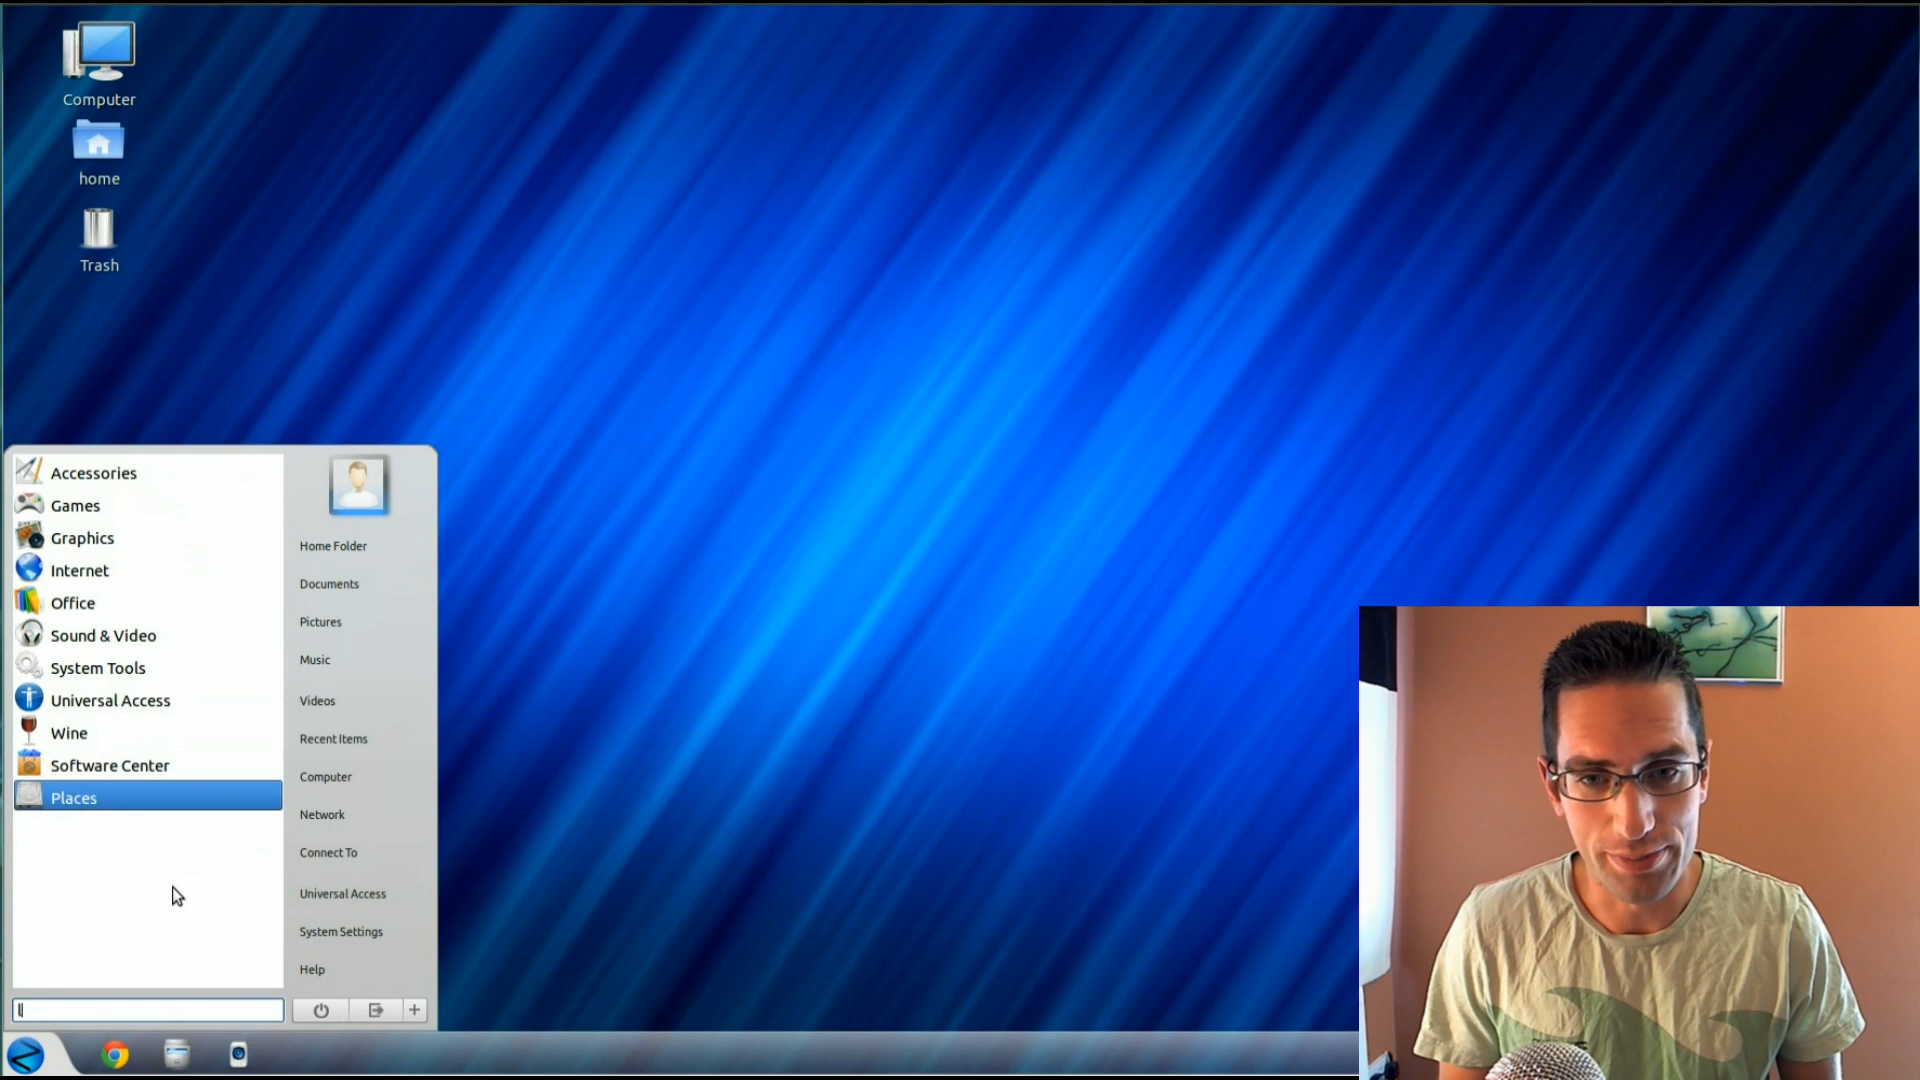 Computer
home
Trash
Accessories
Games
Graphics
Internet
Office
Sound & Video
System Tools
Universal Access
Wine
Software Center
Places
Home Folder
Documents
Pictures
Music
Videos
Recent Items
Computer
Network
Connect To
Universal Access
System Settings
Help